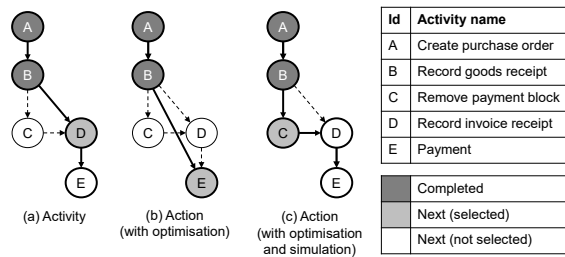 A
B
C
D
E
(a) Activity
A
B
C
D
E
(b) Action
(with optimisation)
A
B
C
D
E
(c) Action
(with optimisation
and simulation)
Id Activity name
A Create purchase order
B Record goods receipt
C Remove payment block
D Record invoice receipt
E Payment
Completed
Next (selected)
Next (not selected)